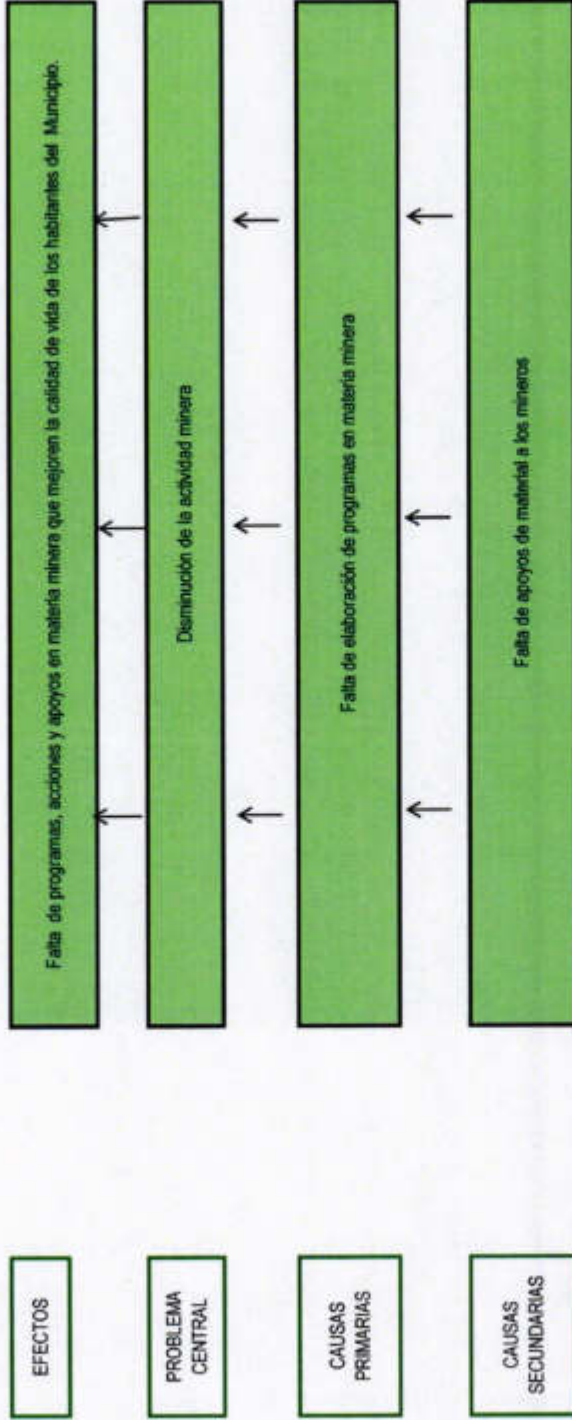 EFECTOS
Falta de programas, acciones y apoyos en materia minera que mejoren la calidad de vida de los habitantes del Municipio.
PROBLEMA
CENTRAL
Disminución de la actividad minera
CAUSAS
PRIMARIAS
Falta de elaboración de programas en materia minera
CAUSAS
SECUNDARIAS
Falta de apoyos de material a los mineros